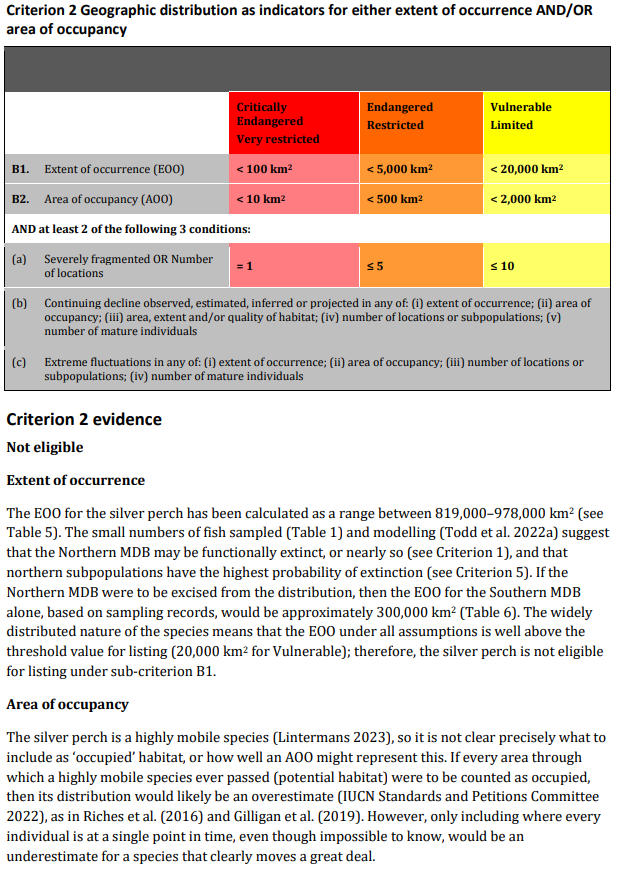 Criterion 2 Geographic distribution as indicators for either extent of occurrence AND/OR
area of occupancy
Critically
Endangered
Very restricted
Endangered
Restricted
Vulnerable
Limited
B1. Extent of occurrence (EOO) < 100 km² < 5,000 km² < 20,000 km²
B2. Area of occupancy (AOO) < 10 km² < 500 km² < 2,000 km²
AND at least 2 of the following 3 conditions:
(a) Severely fragmented OR Number
of locations
= 1 ≤ 5 ≤ 10
(b) Continuing decline observed, estimated, inferred or projected in any of: (i) extent of occurrence; (ii) area of
occupancy; (iii) area, extent and/or quality of habitat; (iv) number of locations or subpopulations; (v)
number of mature individuals
(c) Extreme fluctuations in any of: (i) extent of occurrence; (ii) area of occupancy; (iii) number of locations or
subpopulations; (iv) number of mature individuals
Criterion 2 evidence
Not eligible
Extent of occurrence
The EOO for the silver perch has been calculated as a range between 819,000–978,000 km² (see
Table 5). The small numbers of fish sampled (Table 1) and modelling (Todd et al. 2022a) suggest
that the Northern MDB may be functionally extinct, or nearly so (see Criterion 1), and that
northern subpopulations have the highest probability of extinction (see Criterion 5). If the
Northern MDB were to be excised from the distribution, then the EOO for the Southern MDB
alone, based on sampling records, would be approximately 300,000 km² (Table 6). The widely
distributed nature of the species means that the EOO under all assumptions is well above the
threshold value for listing (20,000 km² for Vulnerable); therefore, the silver perch is not eligible
for listing under sub-criterion B1.
Area of occupancy
The silver perch is a highly mobile species (Lintermans 2023), so it is not clear precisely what to
include as ‘occupied’ habitat, or how well an AOO might represent this. If every area through
which a highly mobile species ever passed (potential habitat) were to be counted as occupied,
then its distribution would likely be an overestimate (IUCN Standards and Petitions Committee
2022), as in Riches et al. (2016) and Gilligan et al. (2019). However, only including where every
individual is at a single point in time, even though impossible to know, would be an
underestimate for a species that clearly moves a great deal.